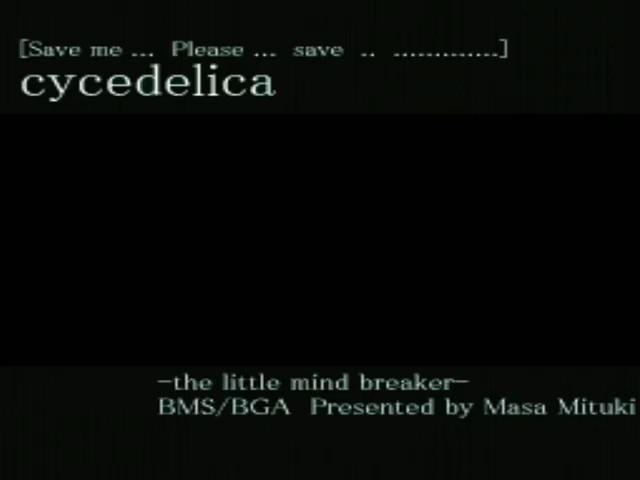 [Save me ... Please ... save .. .............]
cycedelica
−the little mind breaker−
BMS/BGA Presented by Masa Mituki